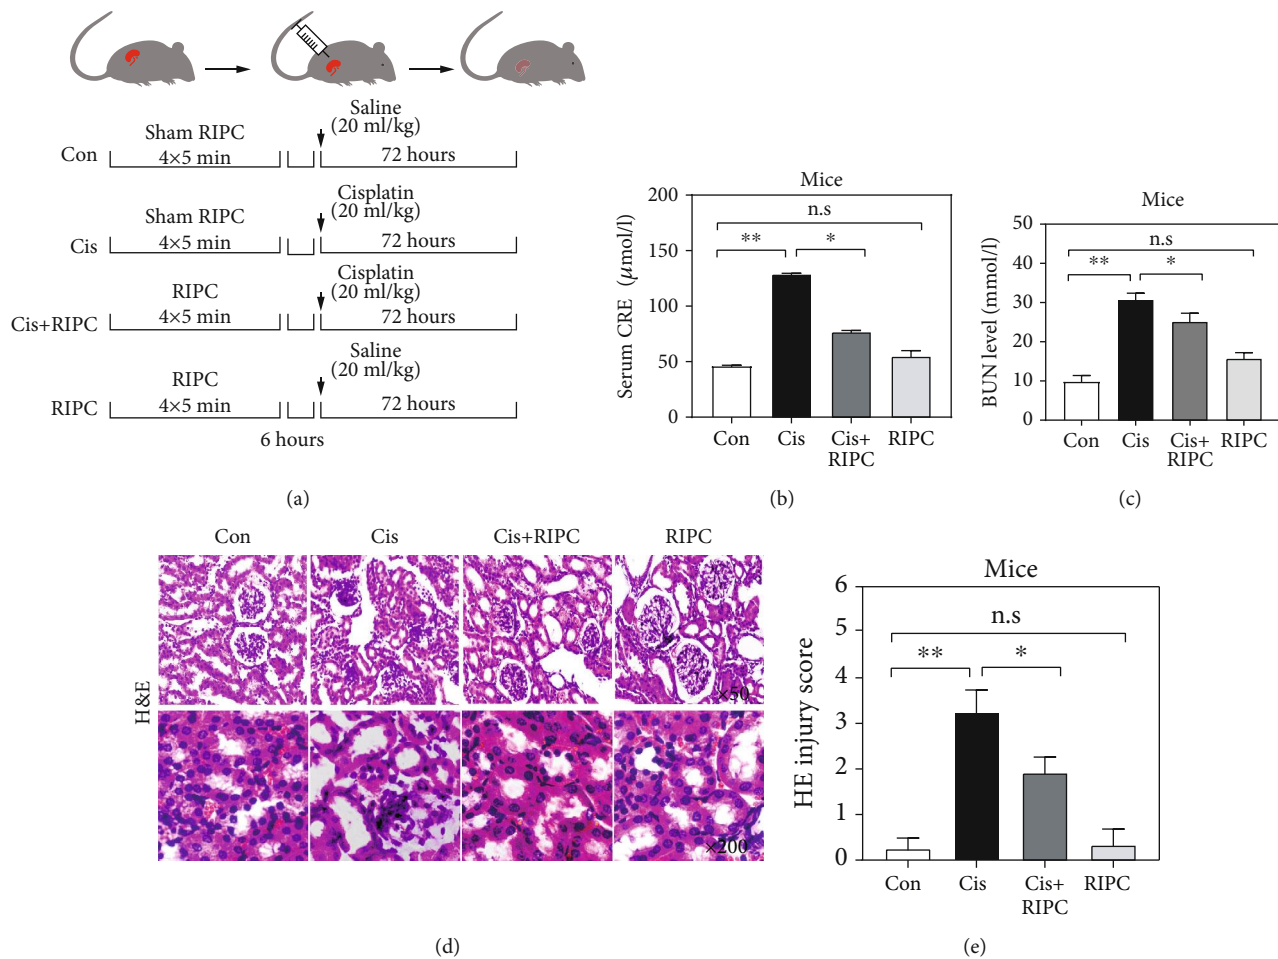 Saline
(20 ml/kg)
Sham RIPC
Con
4×5 min
72 hours
Cisplatin
(20 ml/kg)
Sham RIPC
Cis
4×5 min
72 hours
Cisplatin
(20 ml/kg)
RIPC
Cis+RIPC
4×5 min
72 hours
Saline
(20 ml/kg)
RIPC
RIPC
4×5 min
72 hours
6 hours
(a)
Mice
Serum CRE (μmol/l)
200
150
100
50
0
n.s
**
*
Con
Cis
Cis+
RIPC
RIPC
(b)
Mice
BUN level (mmol/l)
50
40
30
20
10
0
n.s
**
*
Con
Cis
Cis+
RIPC
RIPC
(c)
Con
Cis
Cis+RIPC
RIPC
H&E
×50
×200
(d)
Mice
HE injury score
6
5
4
3
2
1
0
n.s
**
*
Con
Cis
Cis+
RIPC
RIPC
(e)